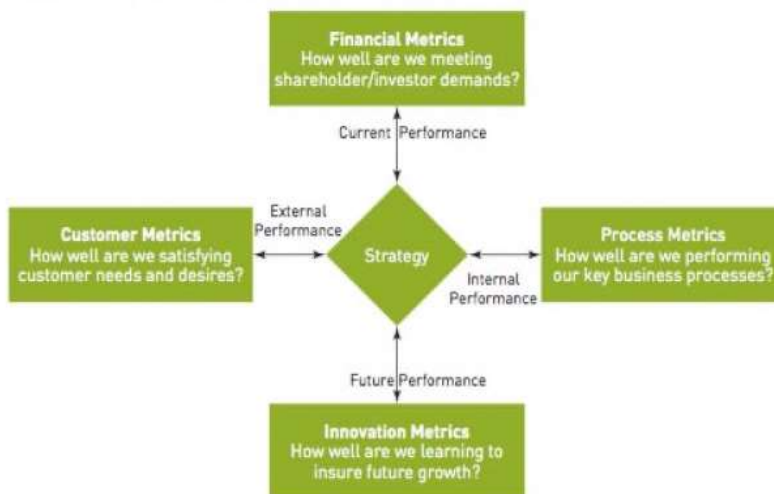 Financial Metrics
How well are we meeting
shareholder/investor demands?
Current Performance
External
Performance
Customer Metrics
How well are we satisfying
customer needs and desires?
Strategy
Process Metrics
How well are we performing
our key business processes?
Internal
Performance
Future Performance
Innovation Metrics
How well are we learning to
insure future growth?